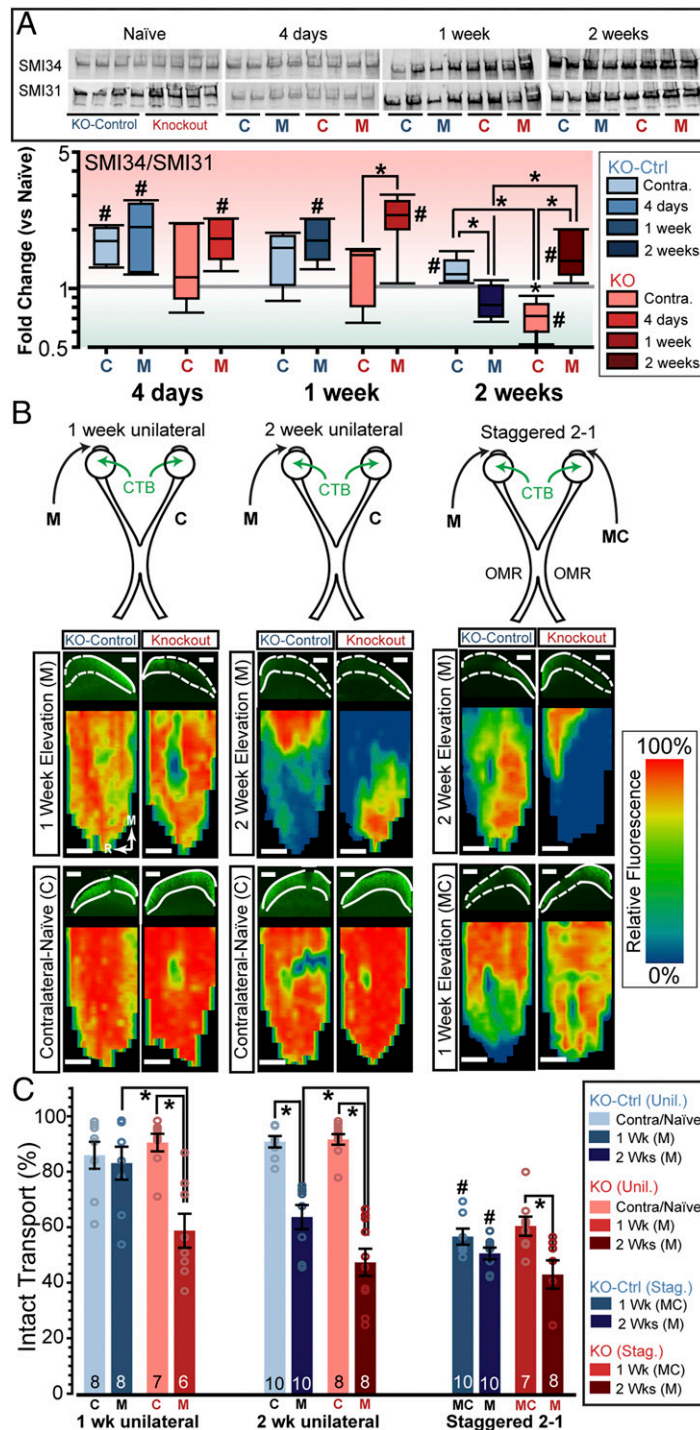 A
Naïve 4 days 1 week 2 weeks
SMI34
SMI31
KO-Control Knockout C M C M C M C M C M C M
SMI34/SMI31
Fold Change (vs Naïve)
5
1
0.5
# # # # # # * # * * * # * #
C M C M C M C M C M C M
4 days 1 week 2 weeks
KO-Ctrl
Contra.
4 days
1 week
2 weeks
KO
Contra.
4 days
1 week
2 weeks
B
1 week unilateral 2 week unilateral Staggered 2-1
CTB CTB CTB
M C M C M MC
OMR OMR
KO-Control Knockout KO-Control Knockout KO-Control Knockout
1 Week Elevation (M)
M
R
2 Week Elevation (M)
2 Week Elevation (M)
Contralateral-Naïve (C)
Contralateral-Naïve (C)
1 Week Elevation (MC)
100%
Relative Fluorescence
0%
C
Intact Transport (%)
100
80
60
40
20
0
* * * * * # # *
8 8 7 6 10 10 8 8 10 10 7 8
C M C M C M C M MC M MC M
1 wk unilateral 2 wk unilateral Staggered 2-1
KO-Ctrl (Unil.)
Contra/Naïve
1 Wk (M)
2 Wks (M)
KO (Unil.)
Contra/Naïve
1 Wk (M)
2 Wks (M)
KO-Ctrl (Stag.)
1 Wk (MC)
2 Wks (M)
KO (Stag.)
1 Wk (MC)
2 Wks (M)